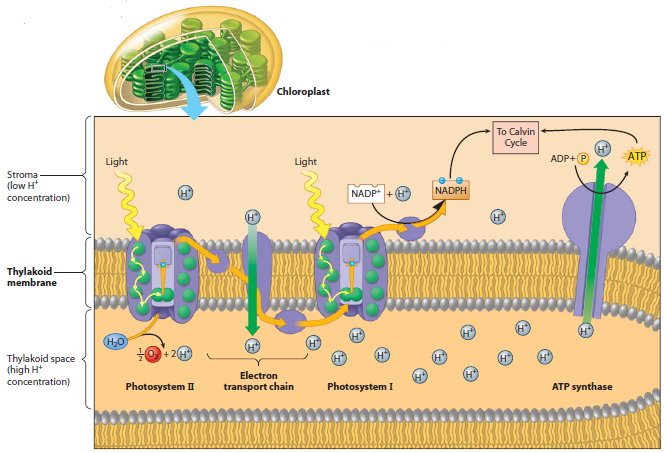 Chloroplast
To Calvin
Cycle
Light
Light
Stroma
(low H⁺
concentration)
H⁺
H⁺
NADP⁺ + H⁺
NADPH
H⁺
ADP+ P
H⁺
ATP
Thylakoid
membrane
H₂O
½ O₂ + 2 H⁺
H⁺
H⁺
H⁺
H⁺
H⁺
H⁺
H⁺
H⁺
H⁺
H⁺
H⁺
H⁺
Thylakoid space
(high H⁺
concentration)
Photosystem II
Electron
transport chain
Photosystem I
ATP synthase